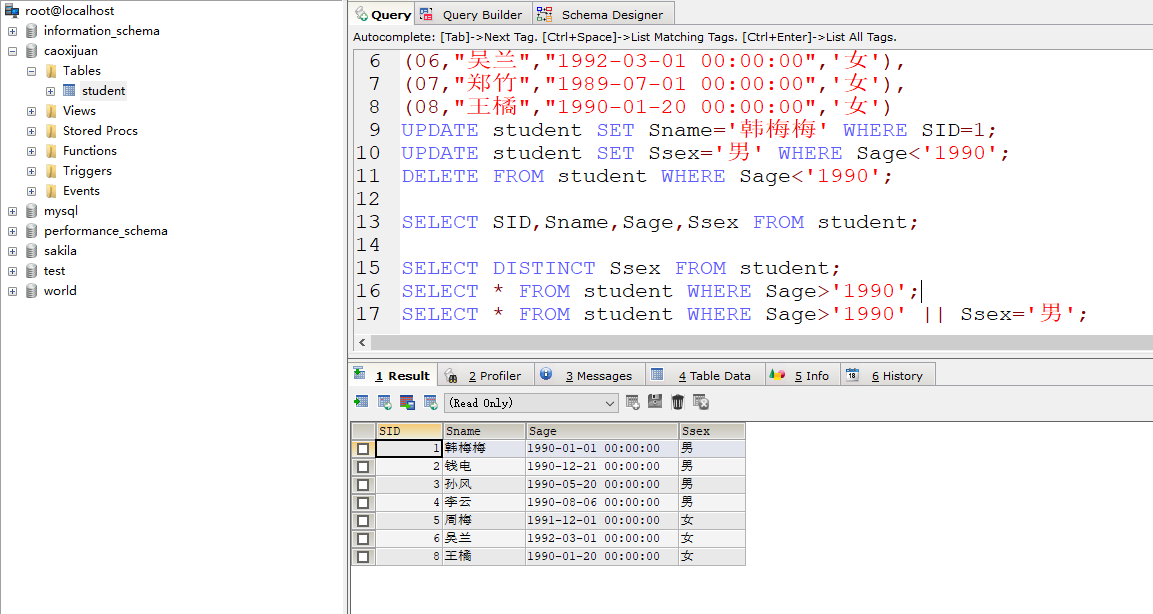 root@localhost
information_schema
caoxijuan
Tables
student
Views
Stored Procs
Functions
Triggers
Events
mysql
performance_schema
sakila
test
world
Query Query Builder Schema Designer
Autocomplete: [Tab]->Next Tag. [Ctrl+Space]->List Matching Tags. [Ctrl+Enter]->List All Tags.
6 (06,"吴兰","1992-03-01 00:00:00",'女'),
7 (07,"郑竹","1989-07-01 00:00:00",'女'),
8 (08,"王橘","1990-01-20 00:00:00",'女')
9 UPDATE student SET Sname='韩梅梅' WHERE SID=1;
10 UPDATE student SET Ssex='男' WHERE Sage<'1990';
11 DELETE FROM student WHERE Sage<'1990';
12
13 SELECT SID,Sname,Sage,Ssex FROM student;
14
15 SELECT DISTINCT Ssex FROM student;
16 SELECT * FROM student WHERE Sage>'1990';
17 SELECT * FROM student WHERE Sage>'1990' || Ssex='男';
1 Result 2 Profiler 3 Messages 4 Table Data 5 Info 18 6 History
(Read Only)
SID Sname Sage Ssex
1 韩梅梅 1990-01-01 00:00:00 男
2 钱电 1990-12-21 00:00:00 男
3 孙风 1990-05-20 00:00:00 男
4 李云 1990-08-06 00:00:00 男
5 周梅 1991-12-01 00:00:00 女
6 吴兰 1992-03-01 00:00:00 女
8 王橘 1990-01-20 00:00:00 女